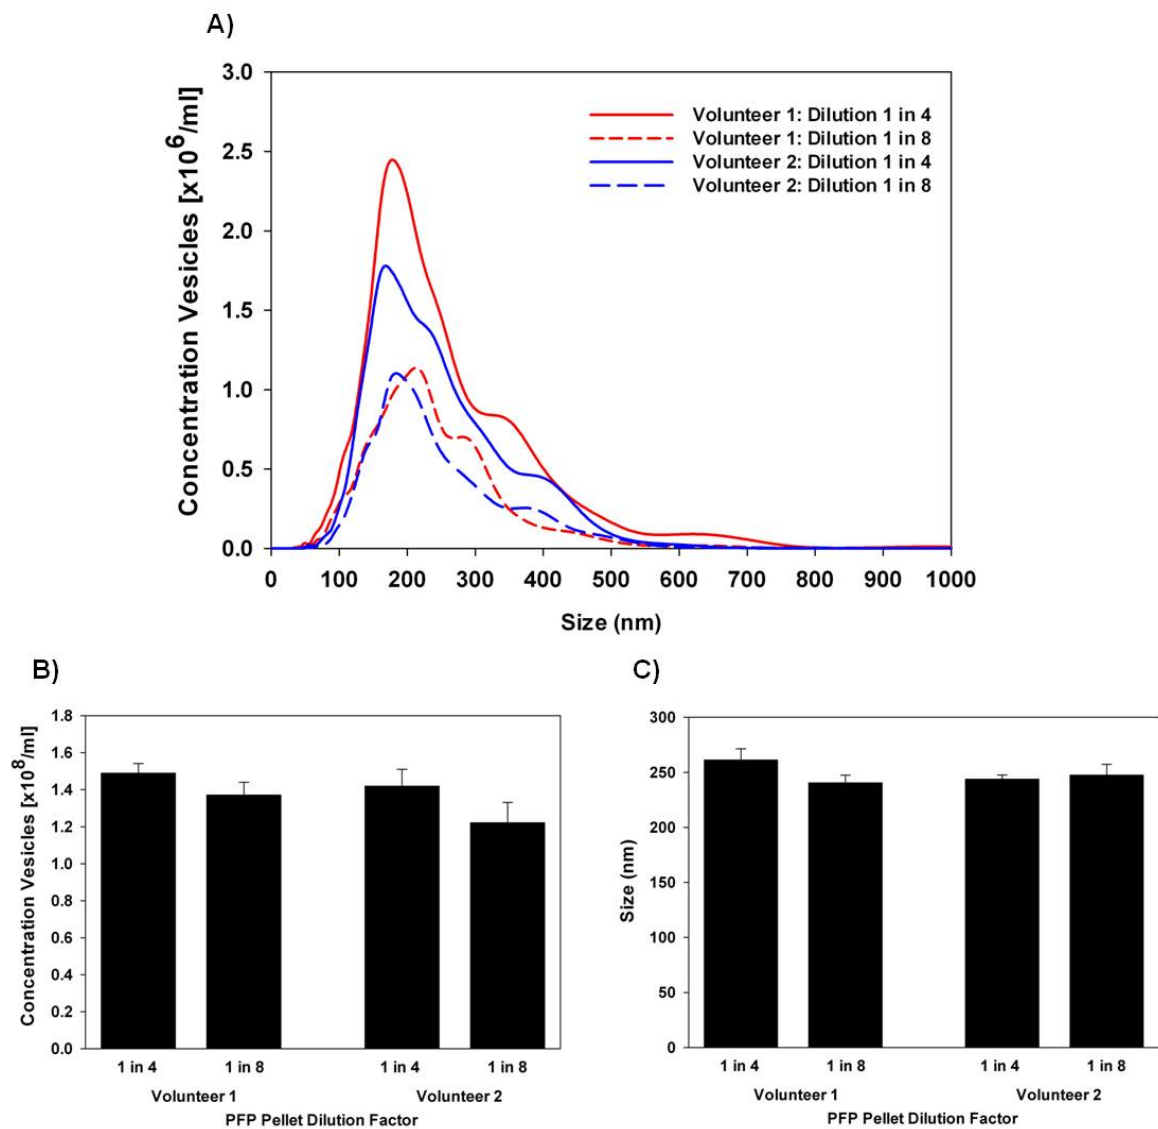 A)
3.0
2.5
2.0
1.5
1.0
0.5
0.0
Concentration Vesicles [x10^6/ml]
Volunteer 1: Dilution 1 in 4
Volunteer 1: Dilution 1 in 8
Volunteer 2: Dilution 1 in 4
Volunteer 2: Dilution 1 in 8
0 100 200 300 400 500 600 700 800 900 1000
Size (nm)
B)
1.8
1.6
1.4
1.2
1.0
0.8
0.6
0.4
0.2
0.0
Concentration Vesicles [x10^8/ml]
1 in 4 1 in 8 1 in 4 1 in 8
Volunteer 1 Volunteer 2
PFP Pellet Dilution Factor
C)
300
250
200
150
100
50
0
Size (nm)
1 in 4 1 in 8 1 in 4 1 in 8
Volunteer 1 Volunteer 2
PFP Pellet Dilution Factor